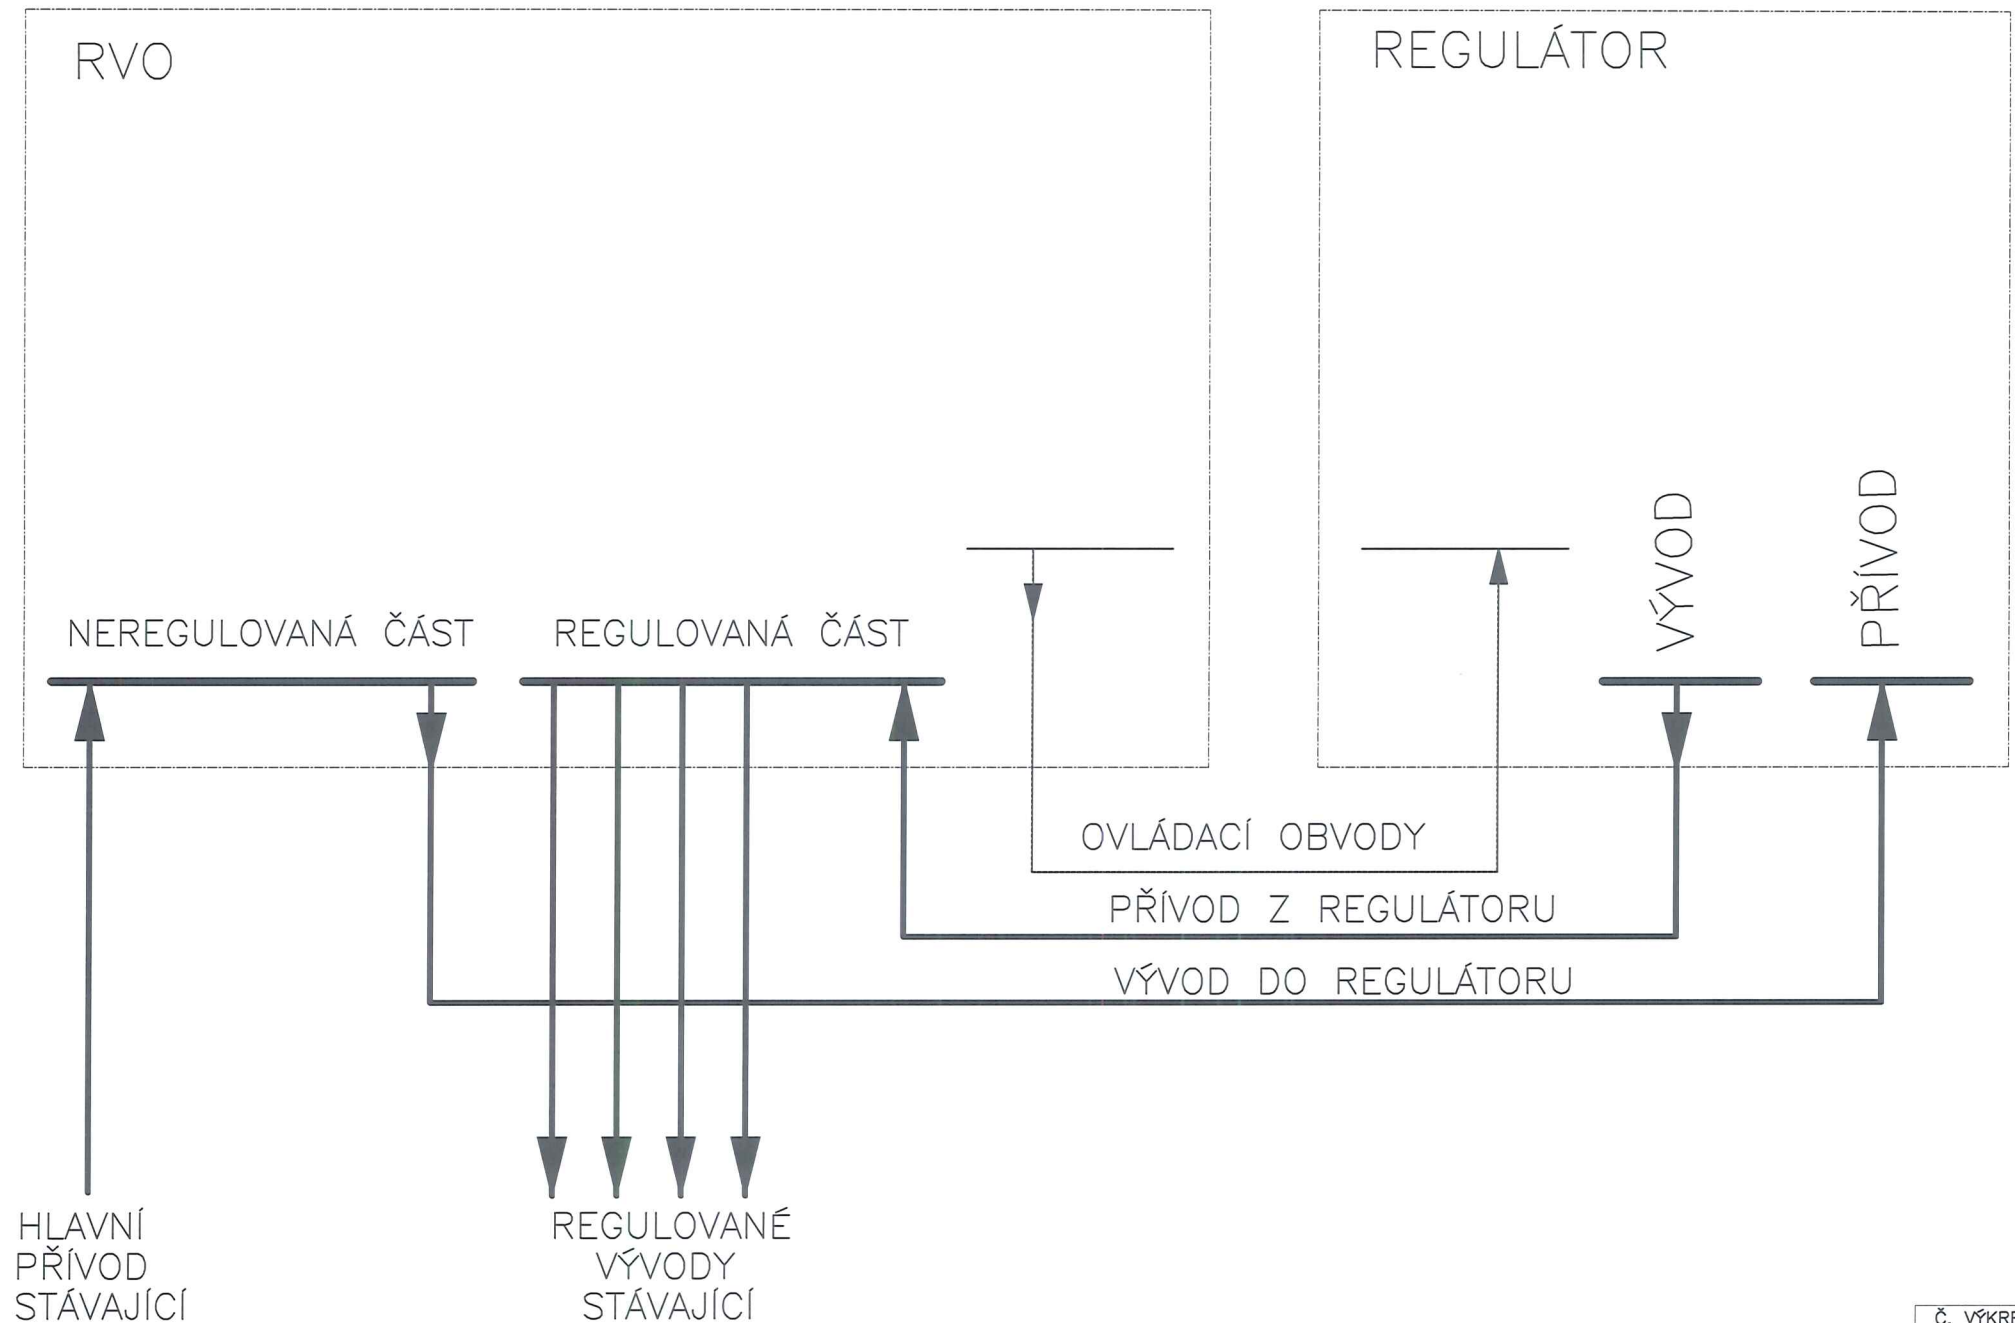 RVO
REGULÁTOR
VÝVOD
PŘÍVOD
NEREGULOVANÁ ČÁST
REGULOVANÁ ČÁST
OVLÁDACÍ OBVODY
PŘÍVOD Z REGULÁTORU
VÝVOD DO REGULÁTORU
HLAVNÍ
PŘÍVOD
STÁVAJÍCÍ
REGULOVANÉ
VÝVODY
STÁVAJÍCÍ
Č.